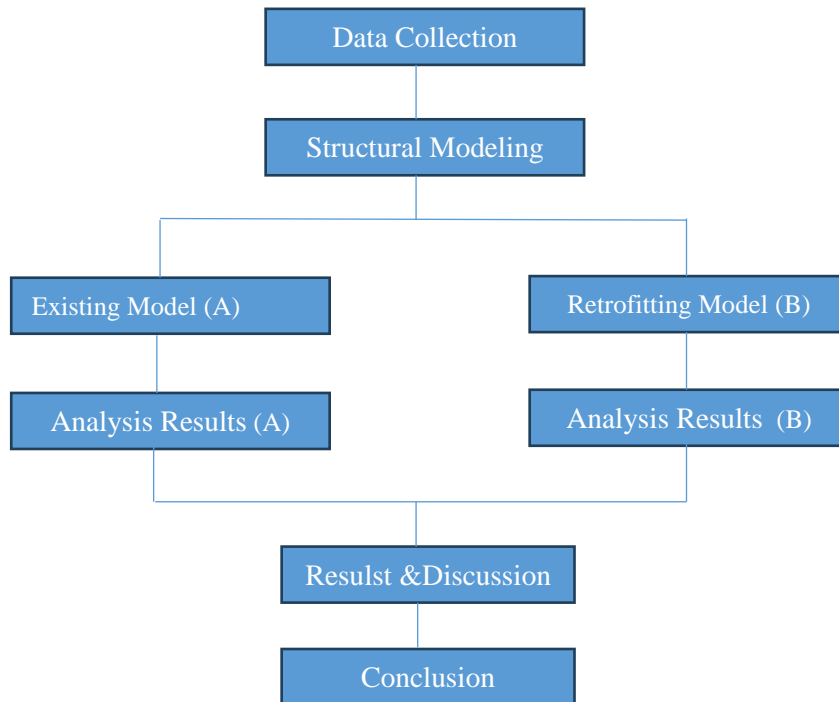 Data Collection
Structural Modeling
Existing Model (A)
Retrofitting Model (B)
Analysis Results (A)
Analysis Results (B)
Resulst &Discussion
Conclusion